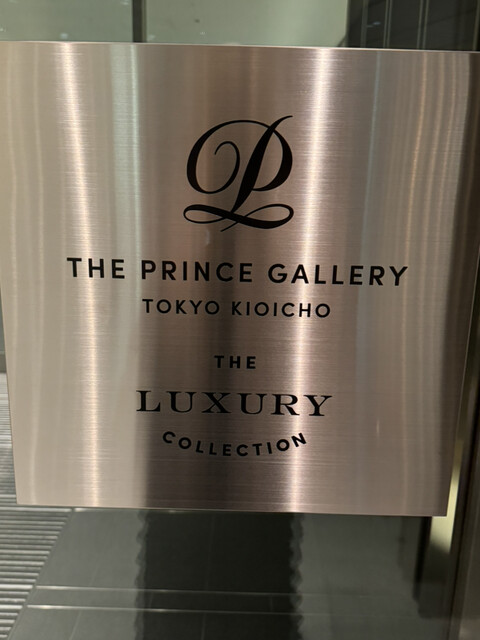 P
THE PRINCE GALLERY
TOKYO KIOICHO
THE
LUXURY
COLLECTION